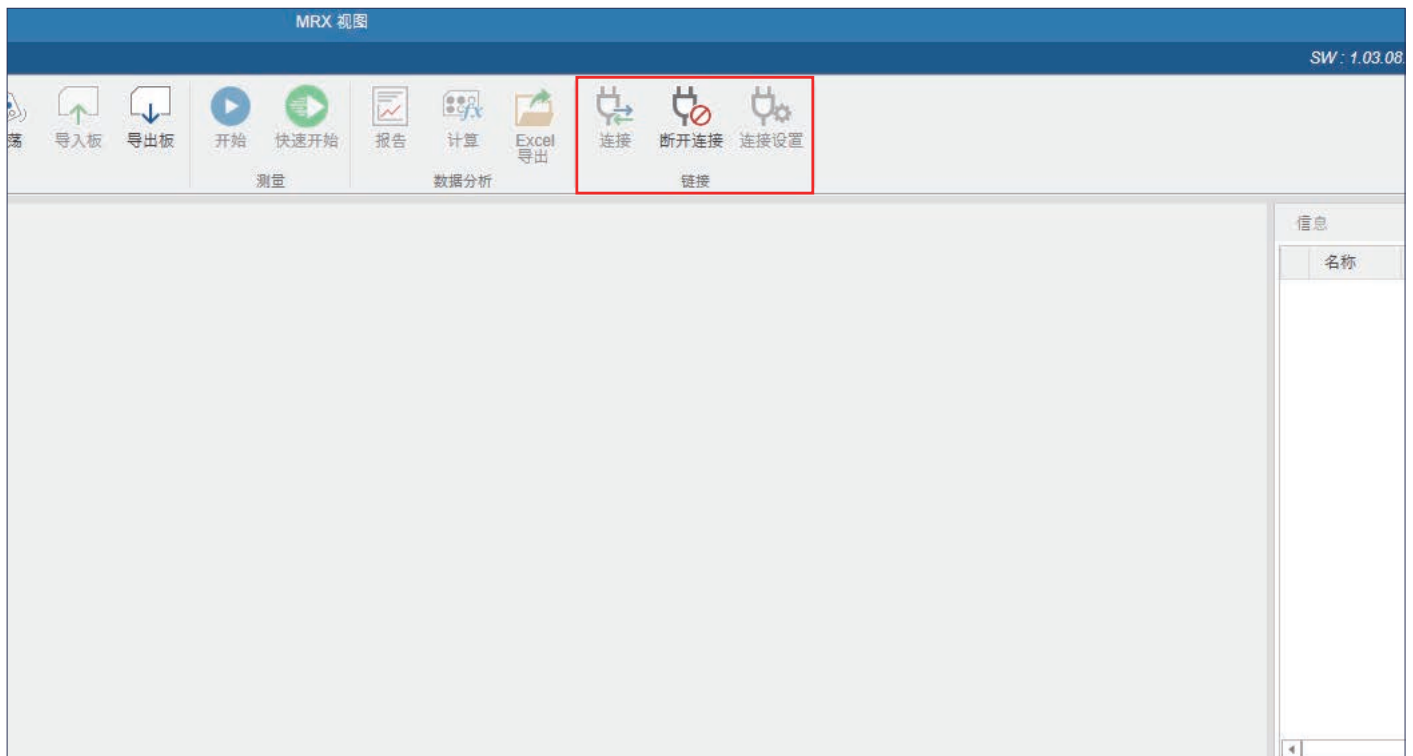 MRX 视图
SW : 1.03.08.
荡 导入板 导出板 开始 快速开始 报告 计算 Excel 导出 连接 断开连接 连接设置
测量 数据分析 链接
信息
名称